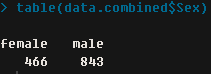 > table(data.combined$Sex)
female male
466 843